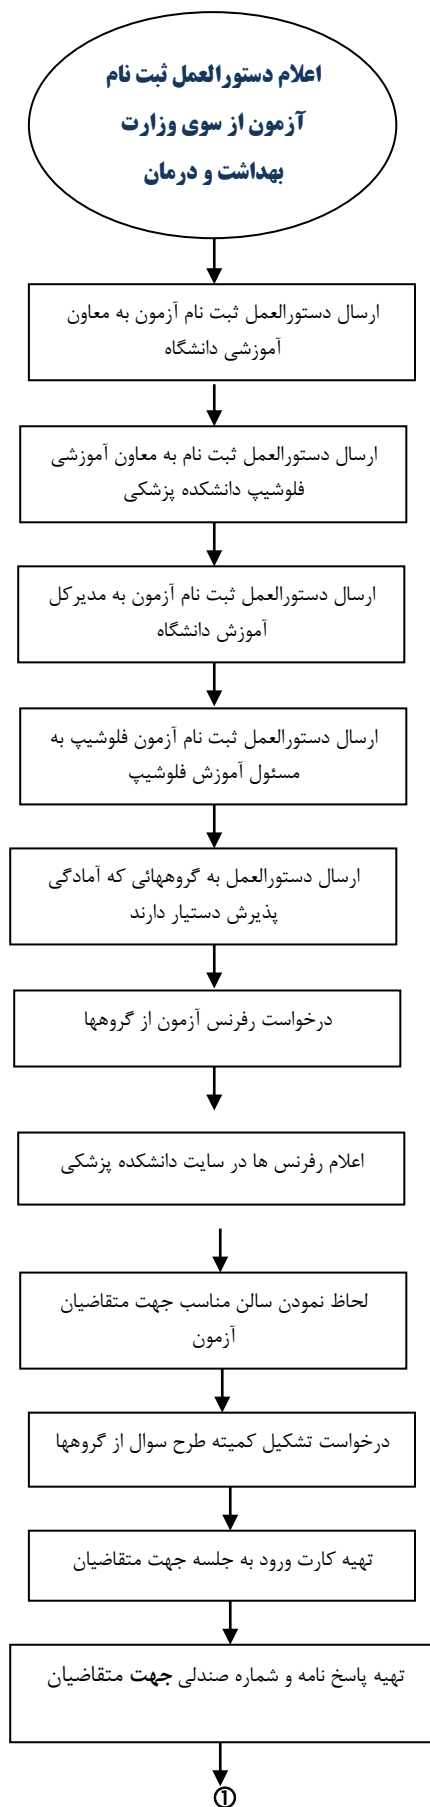 اعلام دستورالعمل ثبت نام
آزمون از سوی وزارت
بهداشت و درمان
ارسال دستورالعمل ثبت نام آزمون به معاون
آموزشی دانشگاه
ارسال دستورالعمل ثبت نام به معاون آموزشی
فلوشیپ دانشکده پزشکی
ارسال دستورالعمل ثبت نام آزمون به مدیرکل
آموزش دانشگاه
ارسال دستورالعمل ثبت نام آزمون فلوشیپ به
مسئول آموزش فلوشیپ
ارسال دستورالعمل به گروههائی که آمادگی
پذیرش دستیار دارند
درخواست رفرنس آزمون از گروهها
اعلام رفرنس ها در سایت دانشکده پزشکی
لحاظ نمودن سالن مناسب جهت متقاضیان
آزمون
درخواست تشکیل کمیته طرح سوال از گروهها
تهیه کارت ورود به جلسه جهت متقاضیان
تهیه پاسخ نامه و شماره صندلی جهت متقاضیان
①